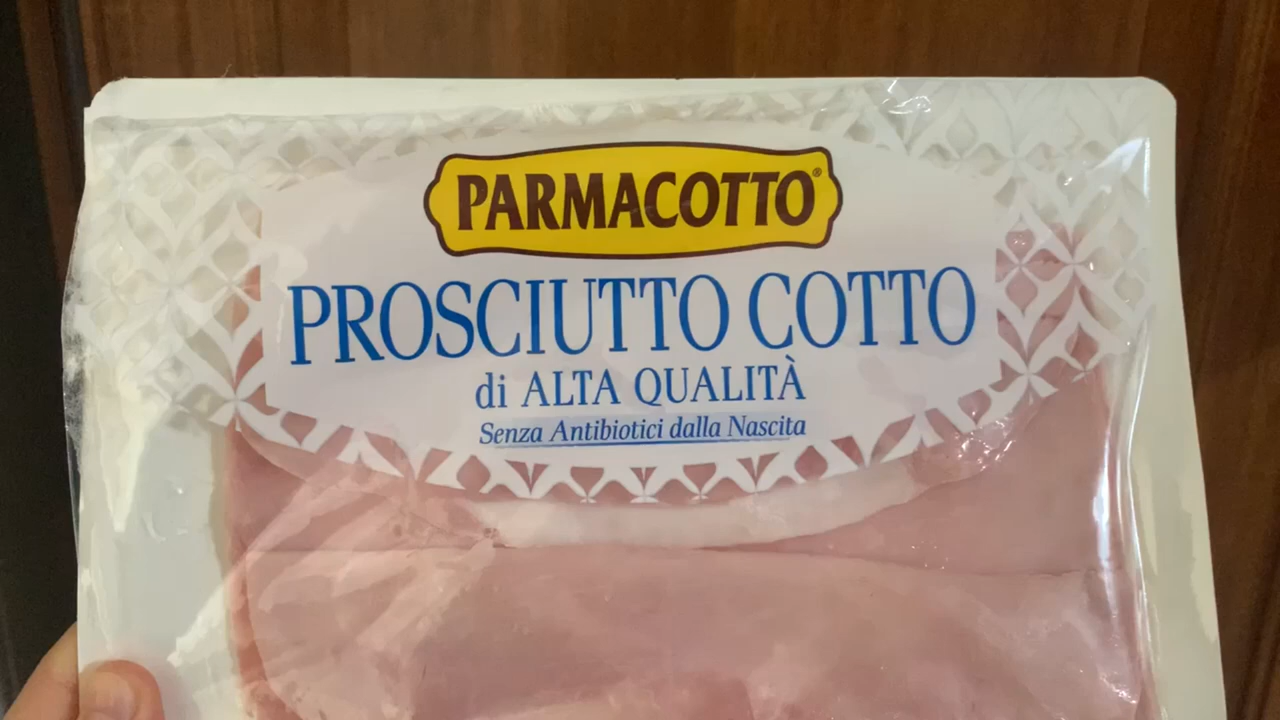 PARMACOTTO®
PROSCIUTTO COTTO
di ALTA QUALITÀ
Senza Antibiotici dalla Nascita